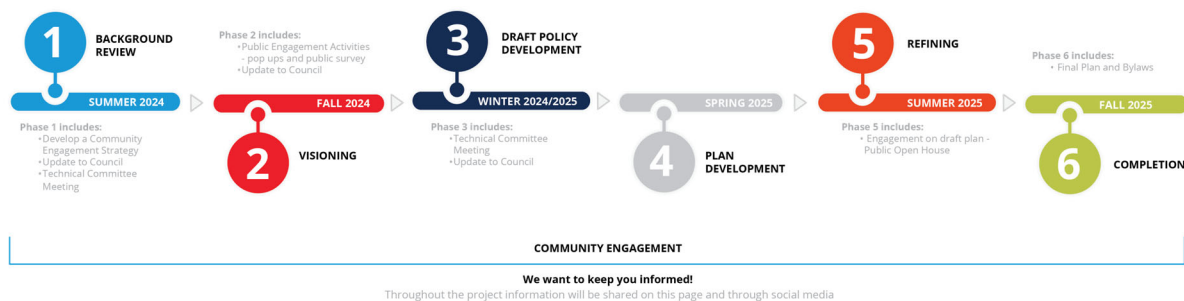 1
BACKGROUND
REVIEW
SUMMER 2024
Phase 1 includes:
•Develop a Community
Engagement Strategy
•Update to Council
•Technical Committee
Meeting
Phase 2 includes:
•Public Engagement Activities
- pop ups and public survey
•Update to Council
FALL 2024
2
VISIONING
3
DRAFT POLICY
DEVELOPMENT
WINTER 2024/2025
Phase 3 includes:
•Technical Committee
Meeting
•Update to Council
SPRING 2025
4
PLAN
DEVELOPMENT
5
REFINING
SUMMER 2025
Phase 5 includes:
• Engagement on draft plan -
Public Open House
Phase 6 includes:
• Final Plan and Bylaws
FALL 2025
6
COMPLETION
COMMUNITY ENGAGEMENT
We want to keep you informed!
Throughout the project information will be shared on this page and through social media